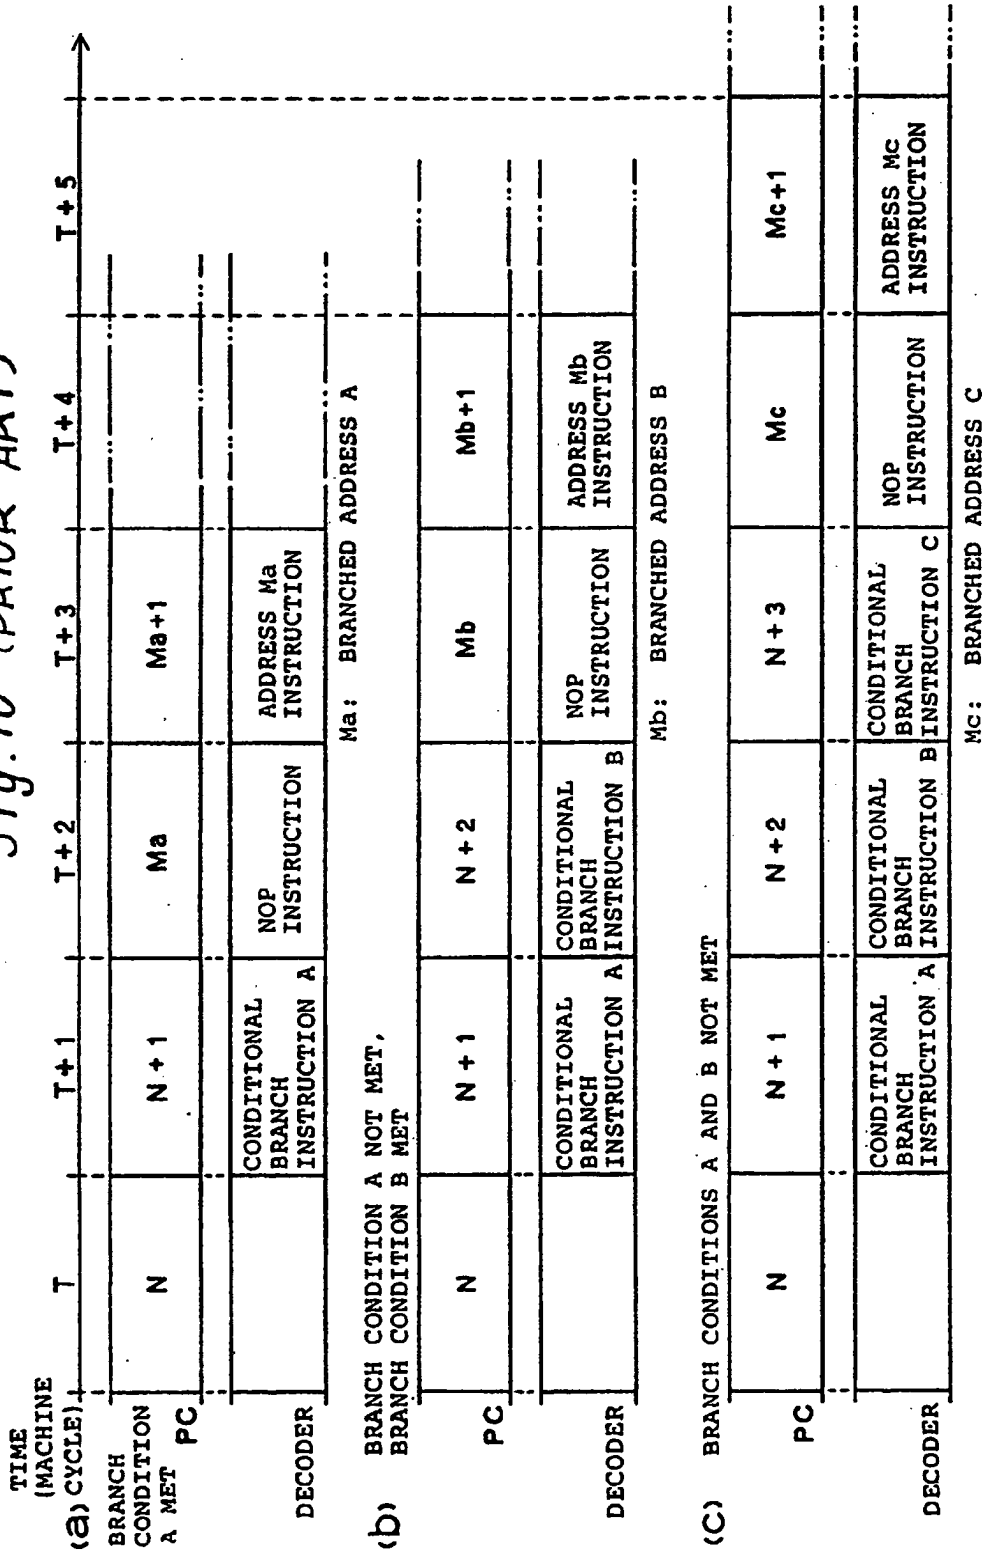 Fig. 10 (PRIOR ART)
TIME
(MACHINE
CYCLE)
T
T+1
T+2
T+3
T+4
T+5
(a)
BRANCH
CONDITION
A MET
PC
N
N+1
Ma
Ma+1
DECODER
CONDITIONAL
BRANCH
INSTRUCTION A
NOP
INSTRUCTION
ADDRESS Ma
INSTRUCTION
Ma: BRANCHED ADDRESS A
(b)
BRANCH CONDITION A NOT MET,
BRANCH CONDITION B MET
PC
N
N+1
N+2
Mb
Mb+1
DECODER
CONDITIONAL
BRANCH
INSTRUCTION A
CONDITIONAL
BRANCH
INSTRUCTION B
NOP
INSTRUCTION
ADDRESS Mb
INSTRUCTION
Mb: BRANCHED ADDRESS B
(C)
BRANCH CONDITIONS A AND B NOT MET
PC
N
N+1
N+2
N+3
Mc
Mc+1
DECODER
CONDITIONAL
BRANCH
INSTRUCTION A
CONDITIONAL
BRANCH
INSTRUCTION B
CONDITIONAL
BRANCH
INSTRUCTION C
NOP
INSTRUCTION
ADDRESS Mc
INSTRUCTION
Mc: BRANCHED ADDRESS C